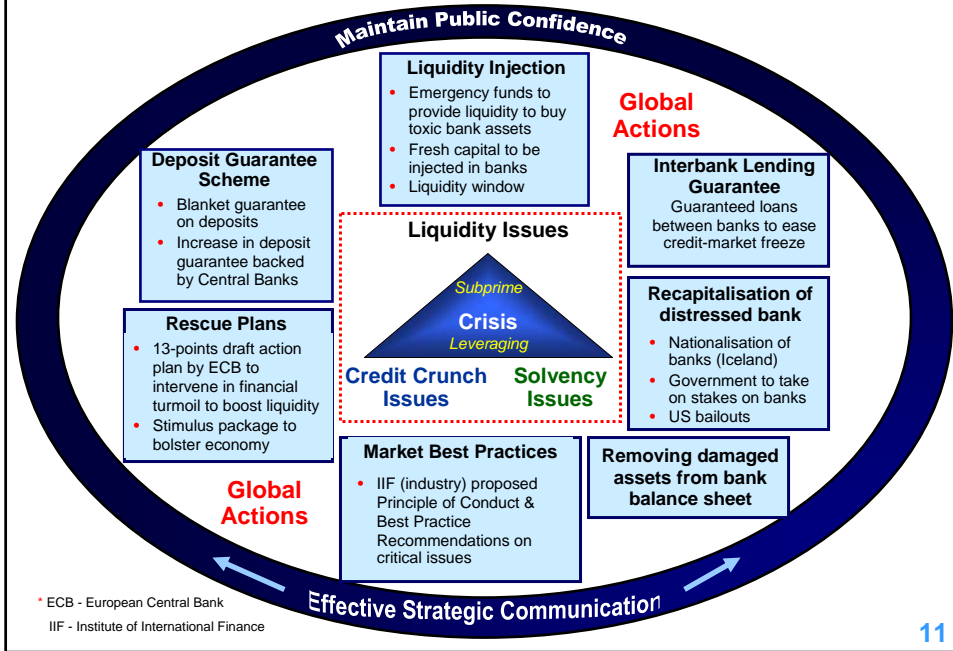 Maintain Public Confidence
Liquidity Injection
• Emergency funds to
provide liquidity to buy
toxic bank assets
• Fresh capital to be
injected in banks
• Liquidity window
Global
Actions
Deposit Guarantee
Scheme
• Blanket guarantee
on deposits
• Increase in deposit
guarantee backed
by Central Banks
Interbank Lending
Guarantee
Guaranteed loans
between banks to ease
credit-market freeze
Liquidity Issues
Subprime
Crisis
Leveraging
Credit Crunch
Issues
Solvency
Issues
Rescue Plans
• 13-points draft action
plan by ECB to
intervene in financial
turmoil to boost liquidity
• Stimulus package to
bolster economy
Recapitalisation of
distressed bank
• Nationalisation of
banks (Iceland)
• Government to take
on stakes on banks
• US bailouts
Market Best Practices
• IIF (industry) proposed
Principle of Conduct &
Best Practice
Recommendations on
critical issues
Removing damaged
assets from bank
balance sheet
Global
Actions
Effective Strategic Communication
* ECB - European Central Bank
IIF - Institute of International Finance
11